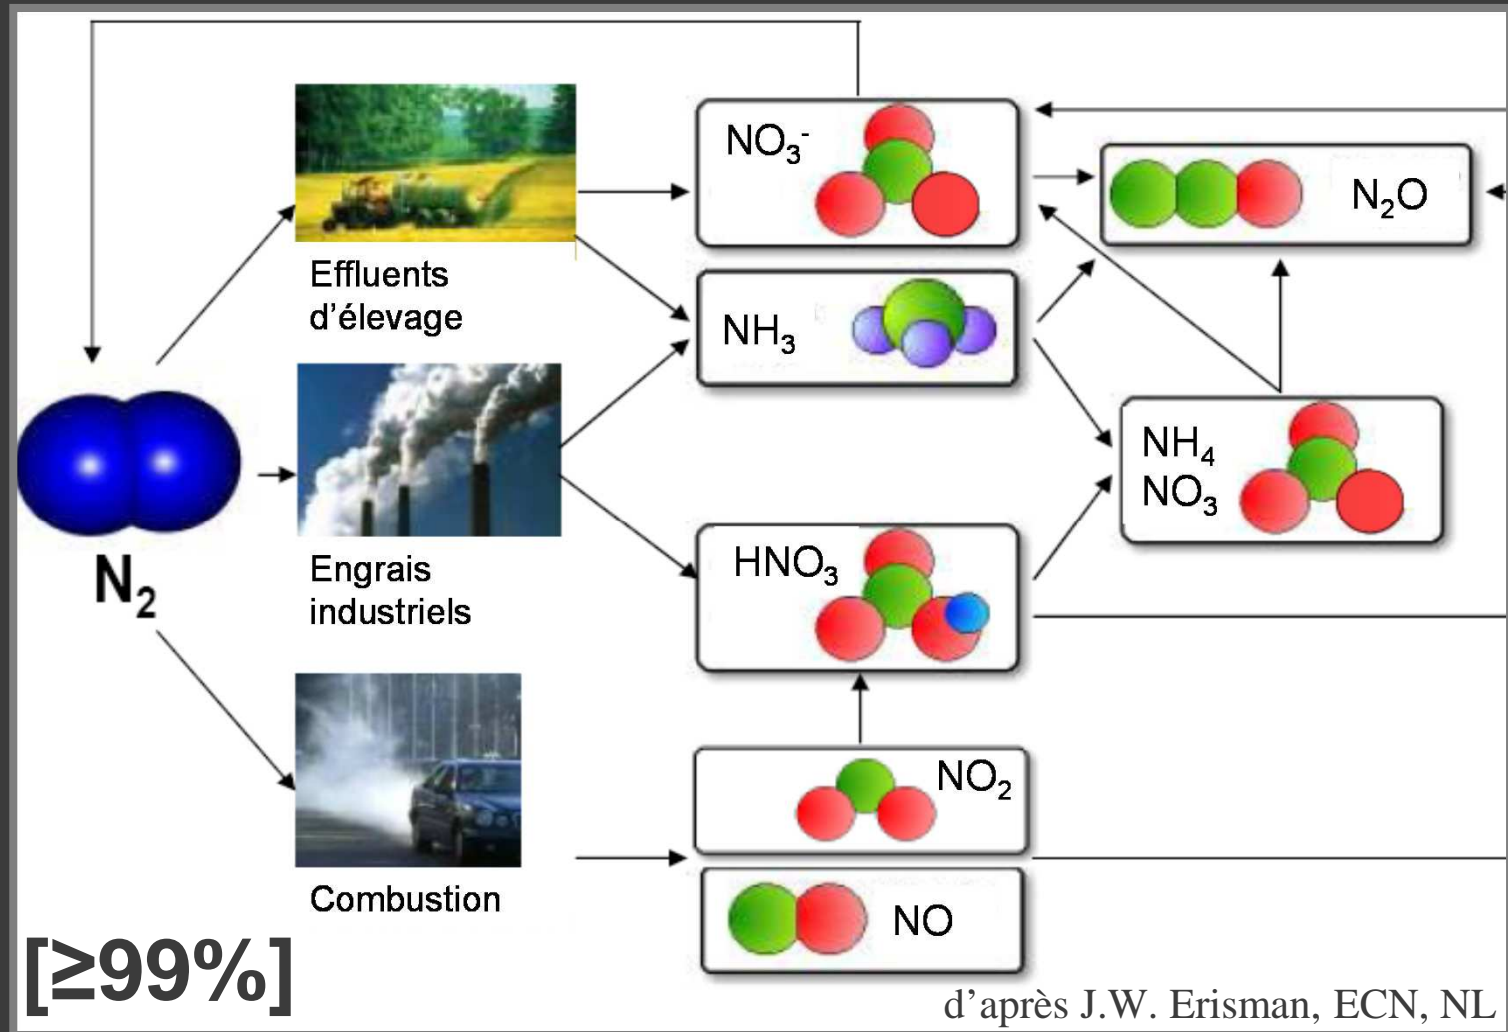 NO₃⁻
N₂O
Effluents
d’élevage
NH₃
NH₄
NO₃
N₂
Engrais
industriels
HNO₃
NO₂
Combustion
NO
[≥99%]
d’après J.W. Erisman, ECN, NL